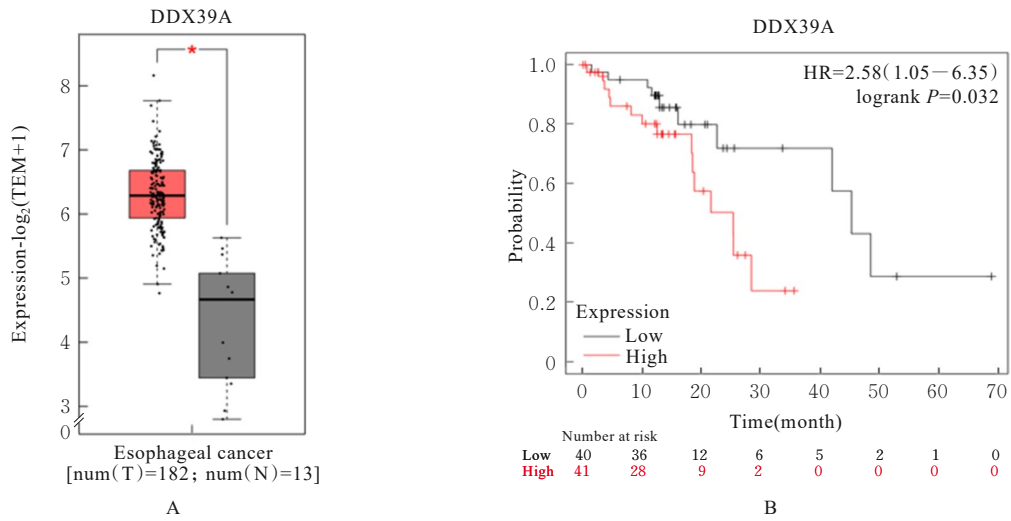 DDX39A
*
Expression-log₂(TEM+1)
8
7
6
5
4
3
0
Esophageal cancer
[num(T)=182; num(N)=13]
A
DDX39A
HR=2.58(1.05−6.35)
logrank P=0.032
Probability
1.0
0.8
0.6
0.4
0.2
0
Expression
Low
High
0 10 20 30 40 50 60 70
Time(month)
Number at risk
Low 40 36 12 6 5 2 1 0
High 41 28 9 2 0 0 0 0
B